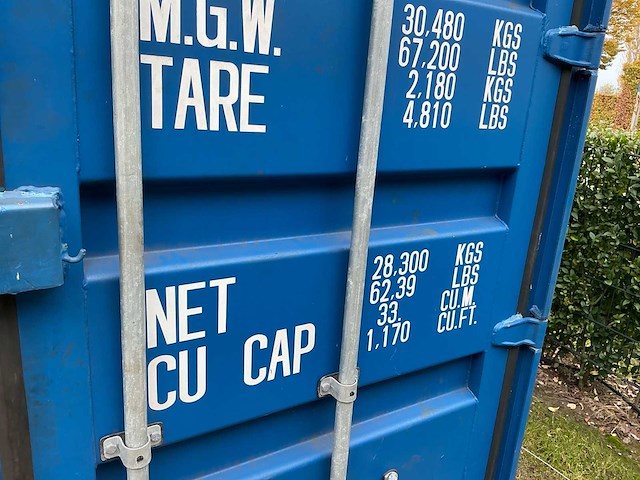 M.G.W. 30,480 KGS
67,200 LBS
TARE 2,180 KGS
4,810 LBS
NET 28,300 KGS
62,39 LBS
CU CAP 33. CU.M.
1,170 CU.FT.